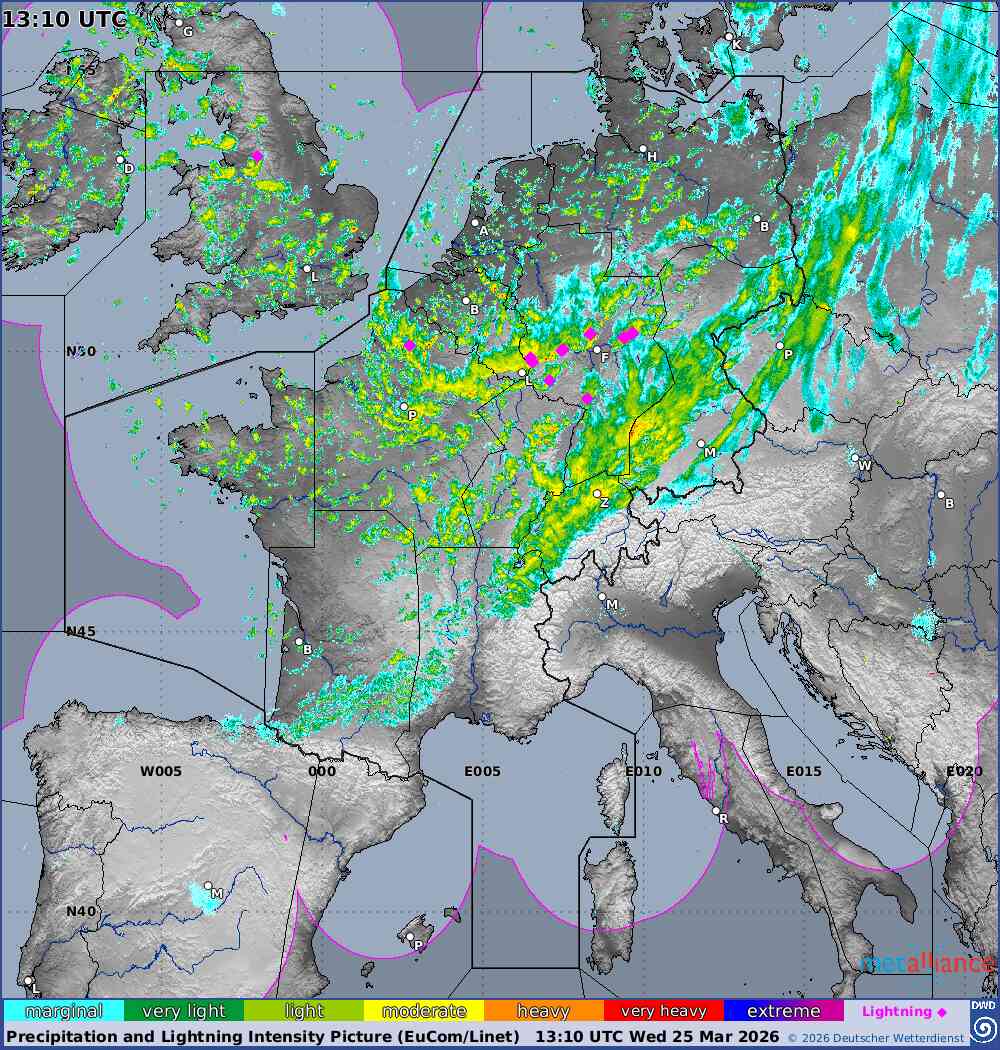 13:10 UTC
G
K
N55
D
H
A
B
L
B
N50
F
P
L
P
M
W
Z
B
M
N45
B
W005
000
E005
E010
E015
E020
R
M
N40
P
L
metalliance
marginal very light light moderate heavy very heavy extreme Lightning ◆
DWD
Precipitation and Lightning Intensity Picture (EuCom/Linet) 13:10 UTC Wed 25 Mar 2026 © 2026 Deutscher Wetterdienst